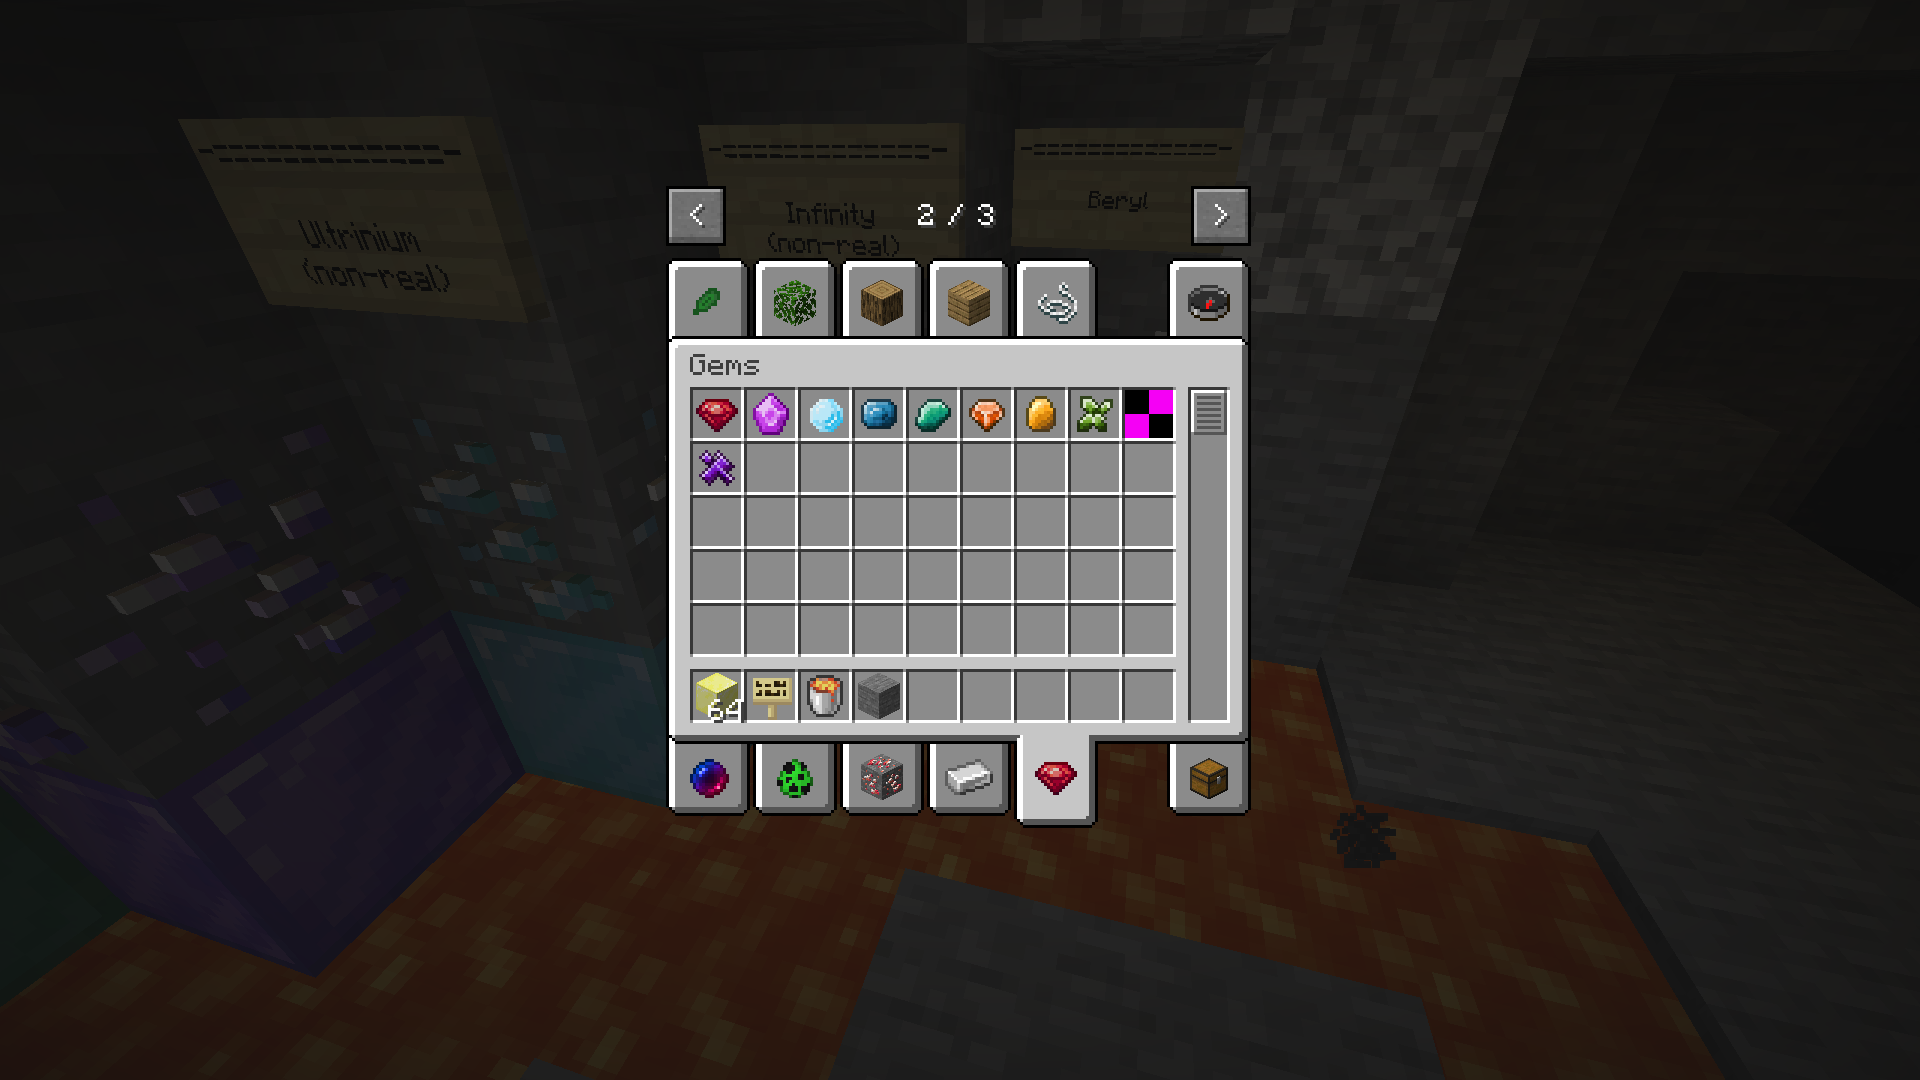 Ultrinium
(non-real)
Infinity
(non-real)
Beryl
< 2 / 3 >
Gems
64